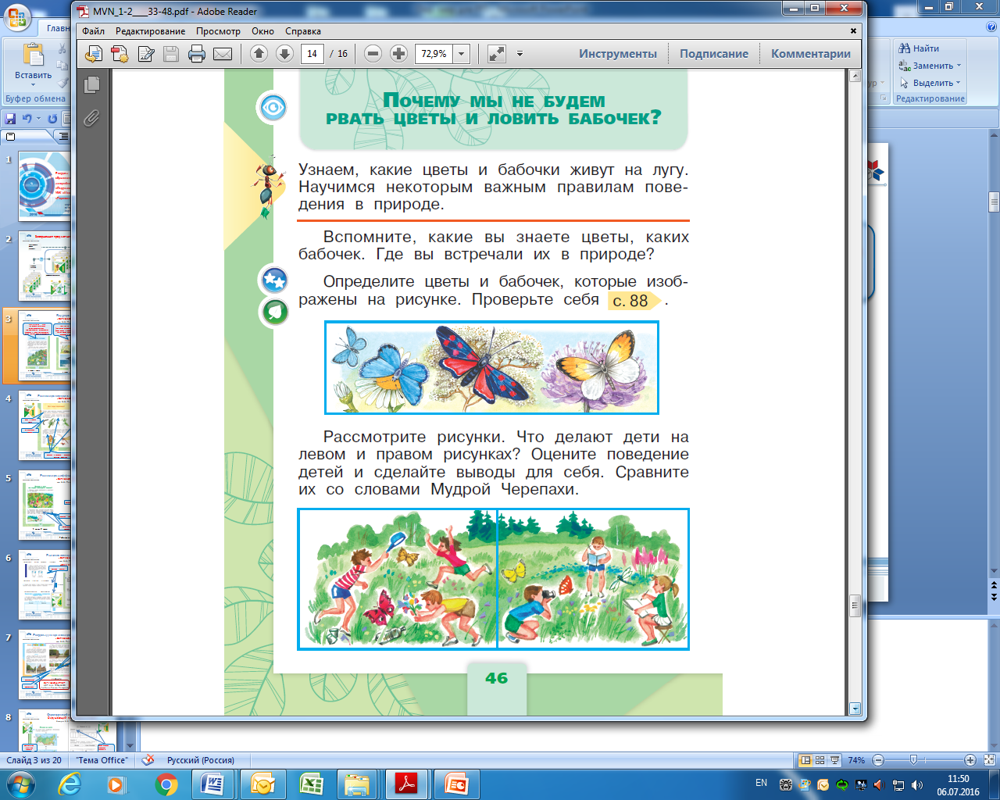 MVN_1-2____33-48.pdf - Adobe Reader
Файл Редактирование Просмотр Окно Справка
14 / 16 72,9% Инструменты Подписание Комментарии
Главн
Вставить
Буфер обмена
Найти
Заменить
Выделить
Редактирование
ПОЧЕМУ МЫ НЕ БУДЕМ
РВАТЬ ЦВЕТЫ И ЛОВИТЬ БАБОЧЕК?
Узнаем, какие цветы и бабочки живут на лугу.
Научимся некоторым важным правилам пове-
дения в природе.
Вспомните, какие вы знаете цветы, каких
бабочек. Где вы встречали их в природе?
Определите цветы и бабочек, которые изоб-
ражены на рисунке. Проверьте себя с. 88 .
Рассмотрите рисунки. Что делают дети на
левом и правом рисунках? Оцените поведение
детей и сделайте выводы для себя. Сравните
их со словами Мудрой Черепахи.
46
1
2
3
4
5
6
7
8
Слайд 3 из 20 "Тема Office" Русский (Россия) 74%
EN 11:50
06.07.2016